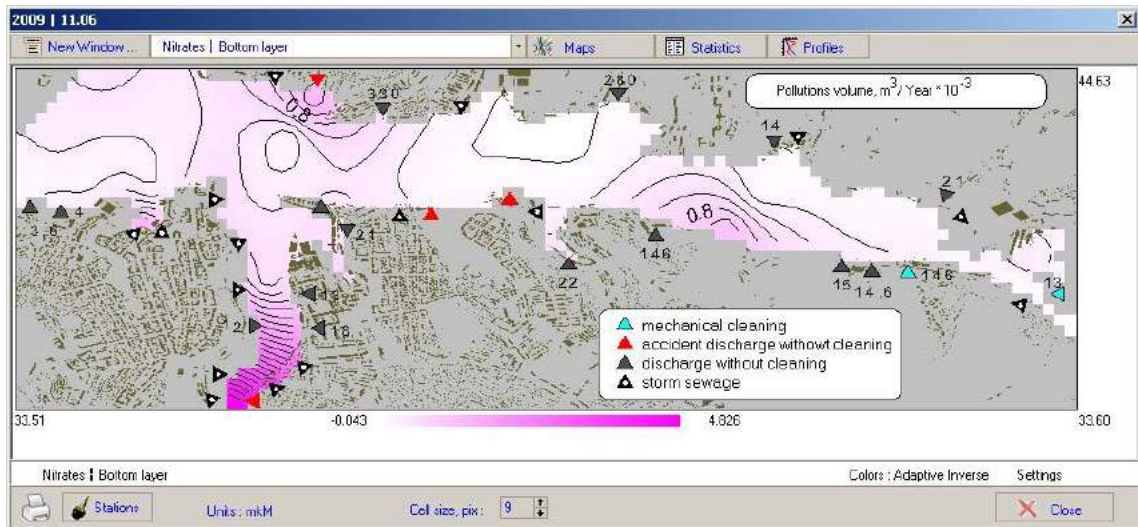 2009 | 11.06
New Window... Nitrates | Bottom layer Maps Statistics Profiles
44.63
Pollutions volume, m³/ Year * 10⁻³
0.8
330
280
14
21
3.6
4
21
146
22
0.8
15
14.6
146
13
2
18
mechanical cleaning
accident discharge withowt cleaning
discharge without cleaning
storm sewage
33.51 -0.043 4.826 33.60
Nitrates | Bottom layer Colors : Adaptive Inverse Settings
Stations Units : mkM Cell size, pix : 9 Close